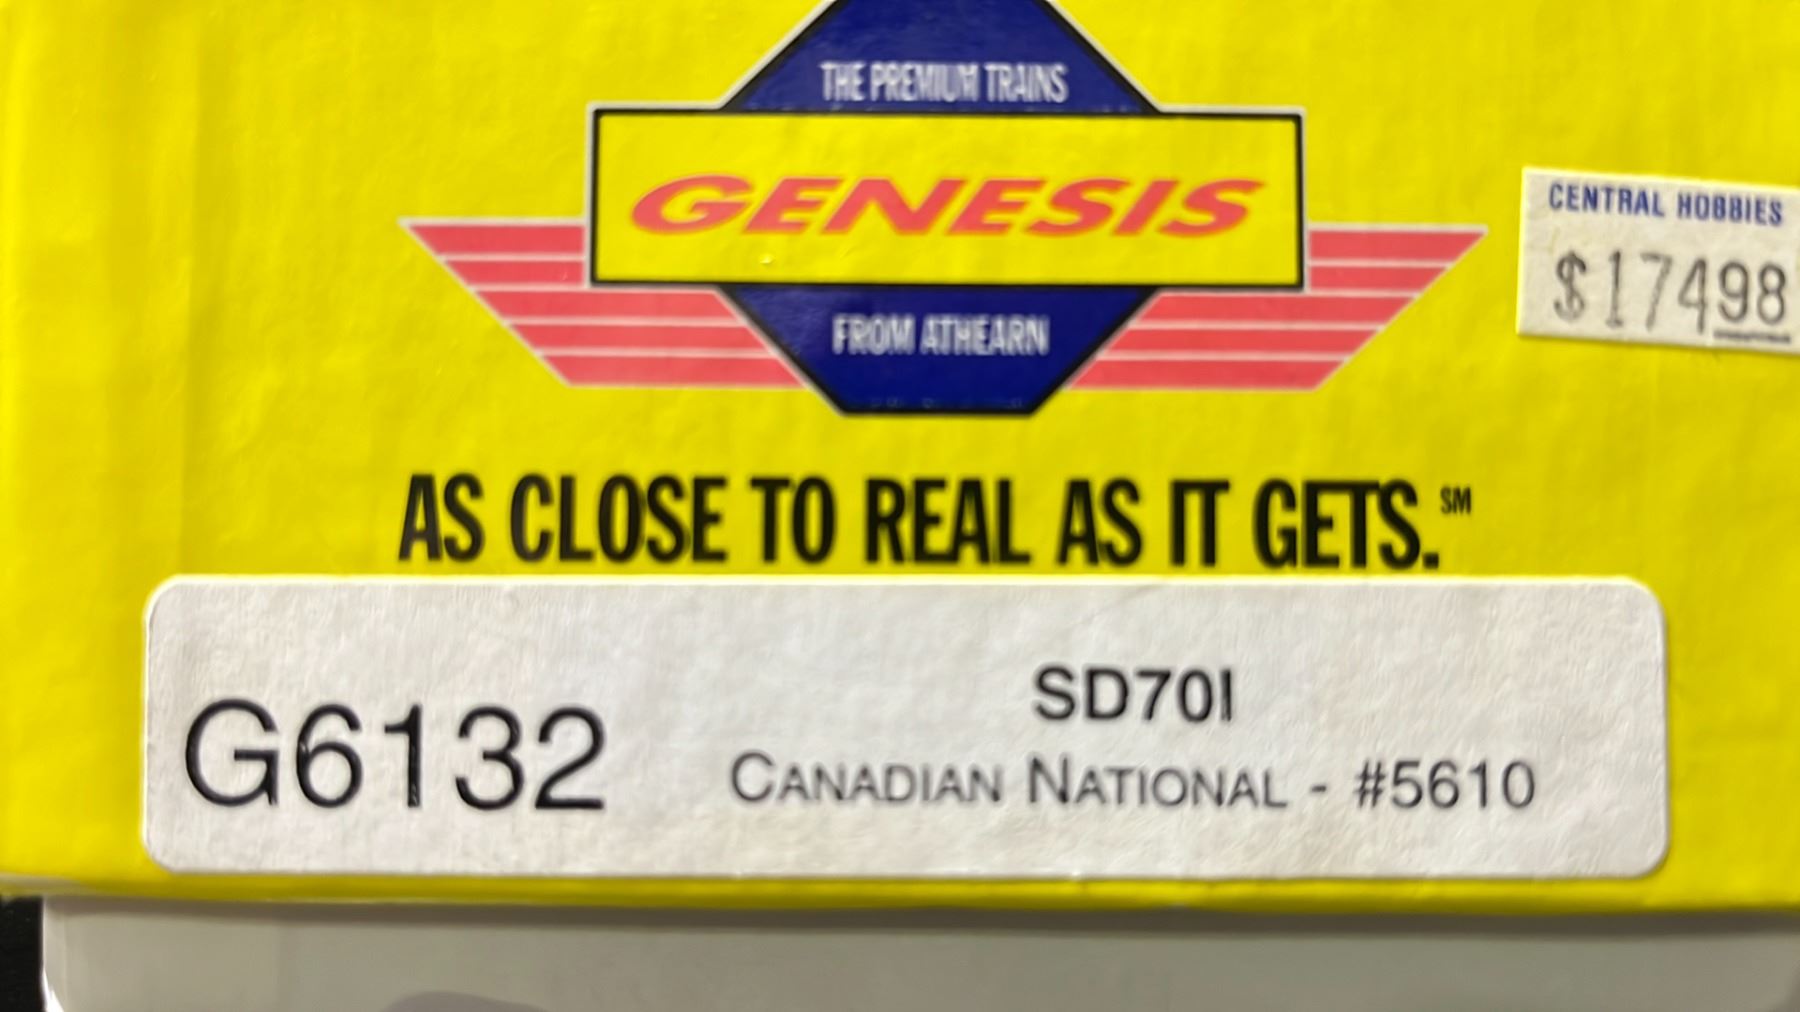 THE PREMIUM TRAINS
GENESIS
FROM ATHEARN
CENTRAL HOBBIES
$17498
AS CLOSE TO REAL AS IT GETS.℠
G6132
SD70I
CANADIAN NATIONAL - #5610